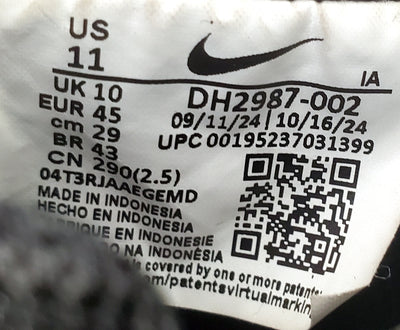 US
11
IA
UK 10
EUR 45
cm 29
BR 43
CN 290(2.5)
04T3RJAAEGEMD
DH2987-002
09/11/24 | 10/16/24
UPC 00195237031399
MADE IN INDONESIA
HECHO EN INDONESIA
FABRIQUE EN INDONESIE
NA INDONÉSIA
is covered by one or more patents
.com/patentsvirtualmarking